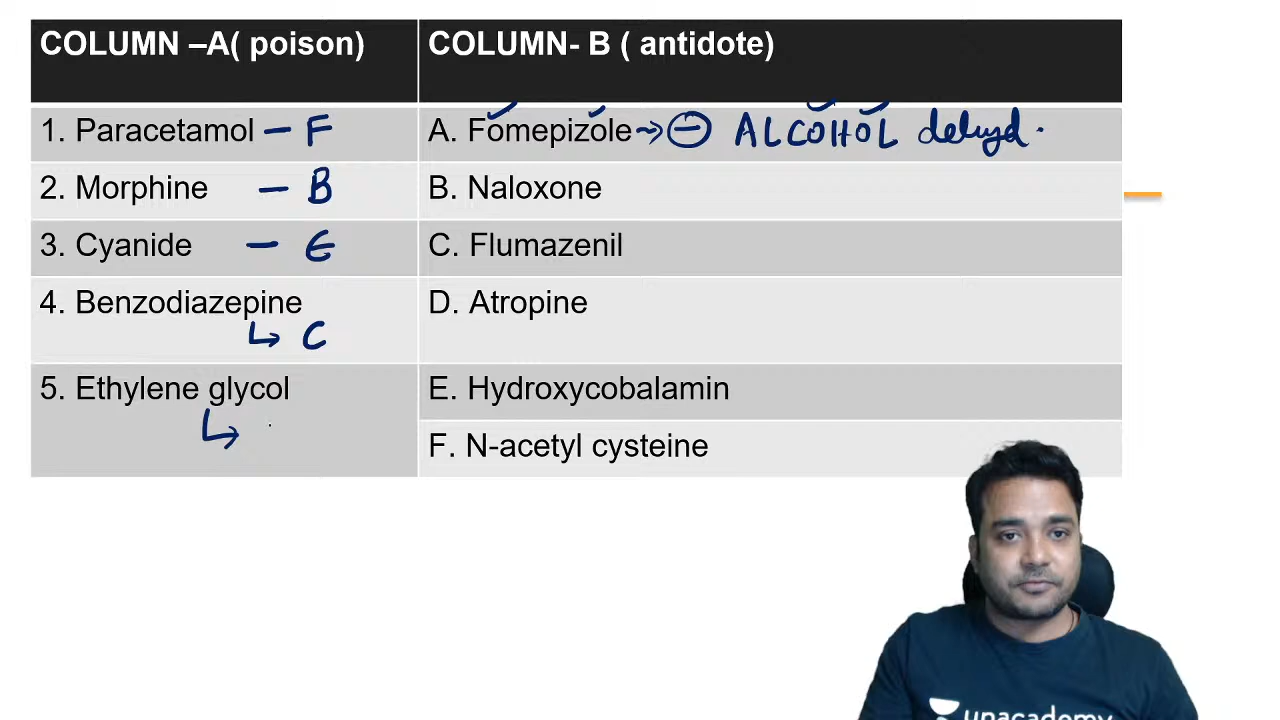 COLUMN –A( poison) COLUMN- B ( antidote)
1. Paracetamol – F A. Fomepizole ⇝ ⊖ ALCOHOL dehyd.
2. Morphine – B B. Naloxone
3. Cyanide – E C. Flumazenil
4. Benzodiazepine D. Atropine
↳ C
5. Ethylene glycol E. Hydroxycobalamin
↳
F. N-acetyl cysteine
unacademy